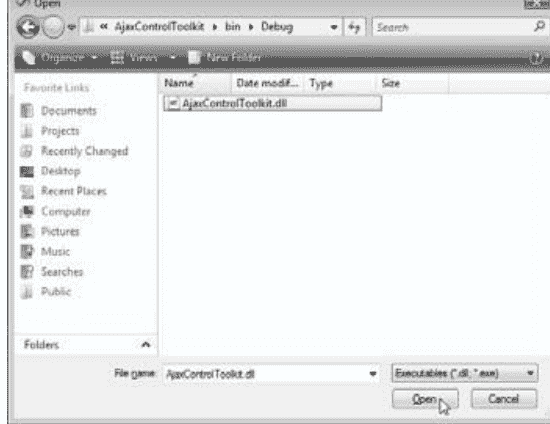 Open
« AjaxControlToolkit ▸ bin ▸ Debug
Search
Organize
Views
New Folder
Favorite Links
Name
Date modif...
Type
Size
AjaxControlToolkit.dll
Documents
Projects
Recently Changed
Desktop
Recent Places
Computer
Pictures
Music
Searches
Public
Folders
File name:
AjaxControlToolkit.dll
Executables (*.dll, *.exe)
Open
Cancel